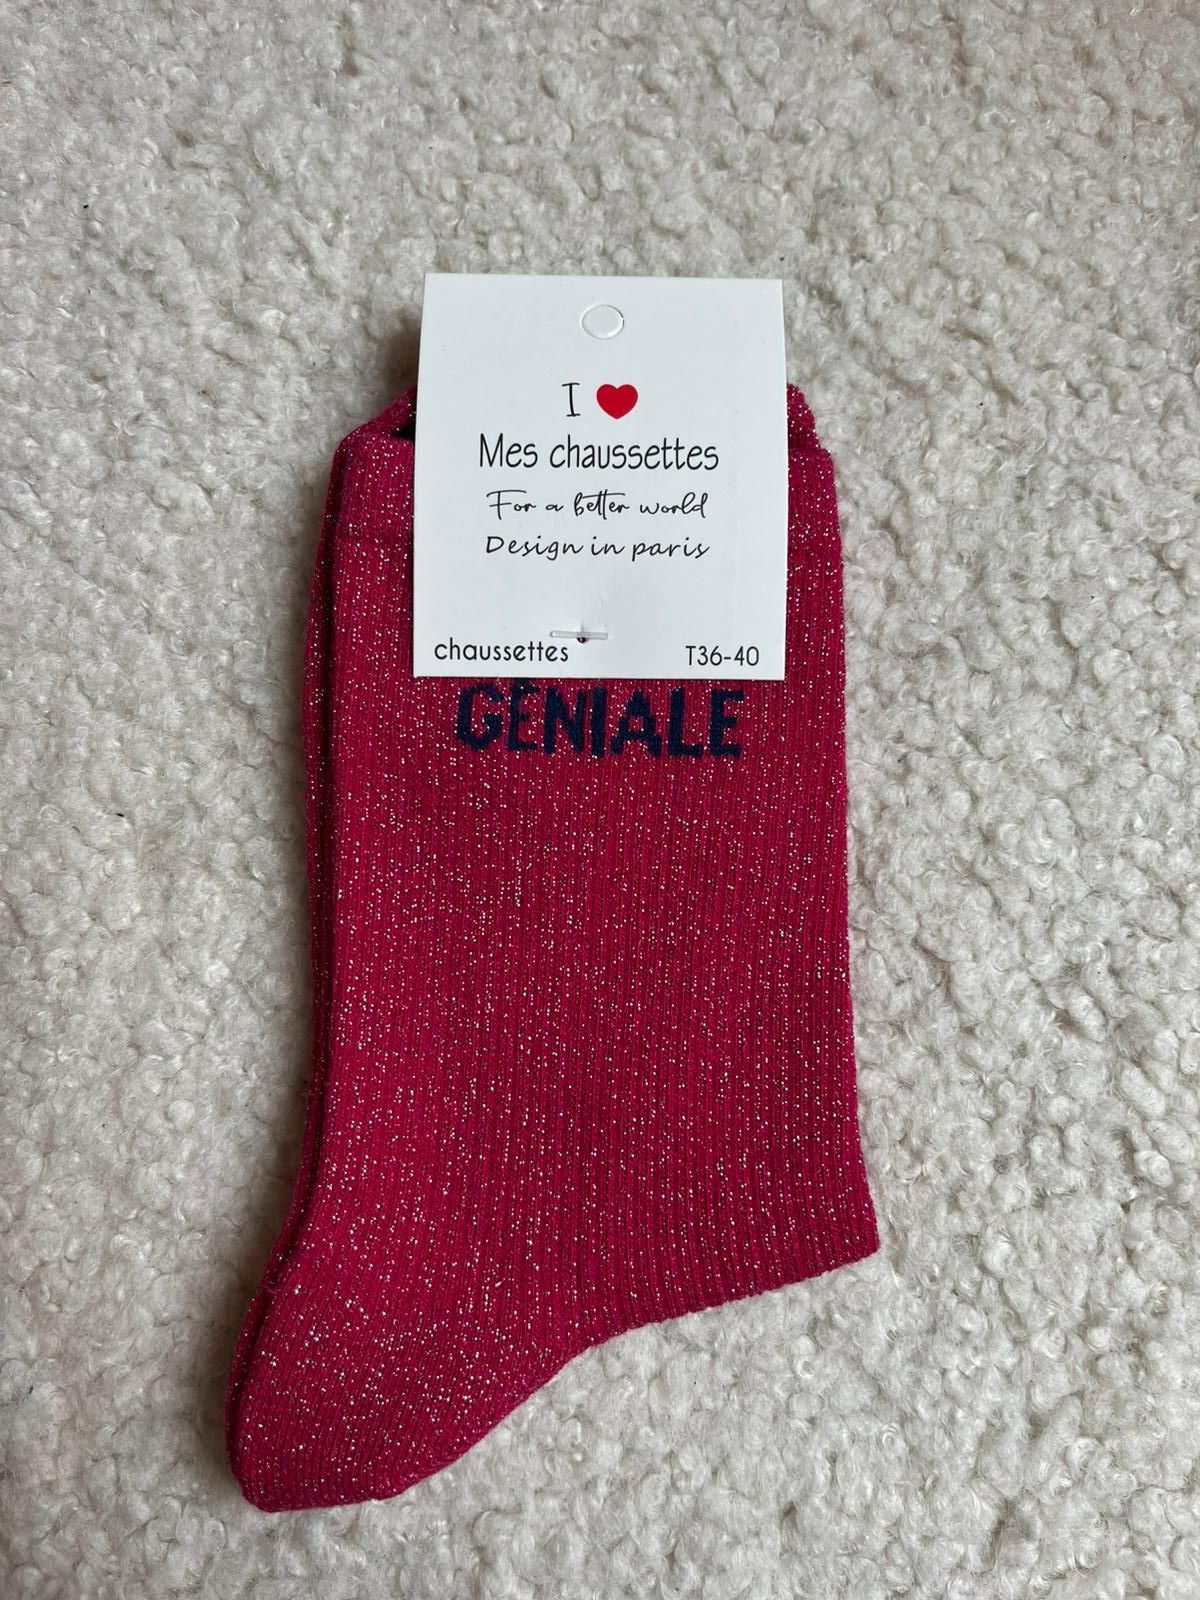 I ❤
Mes chaussettes
For a better world
Design in paris
chaussettes T36-40
GÉNIALE